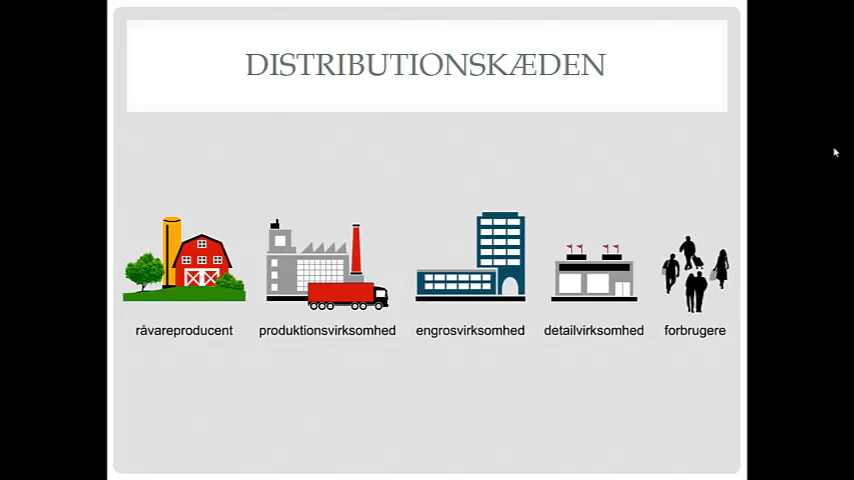 DISTRIBUTIONSKÆDEN
råvareproducent produktionsvirksomhed engrosvirksomhed detailvirksomhed forbrugere